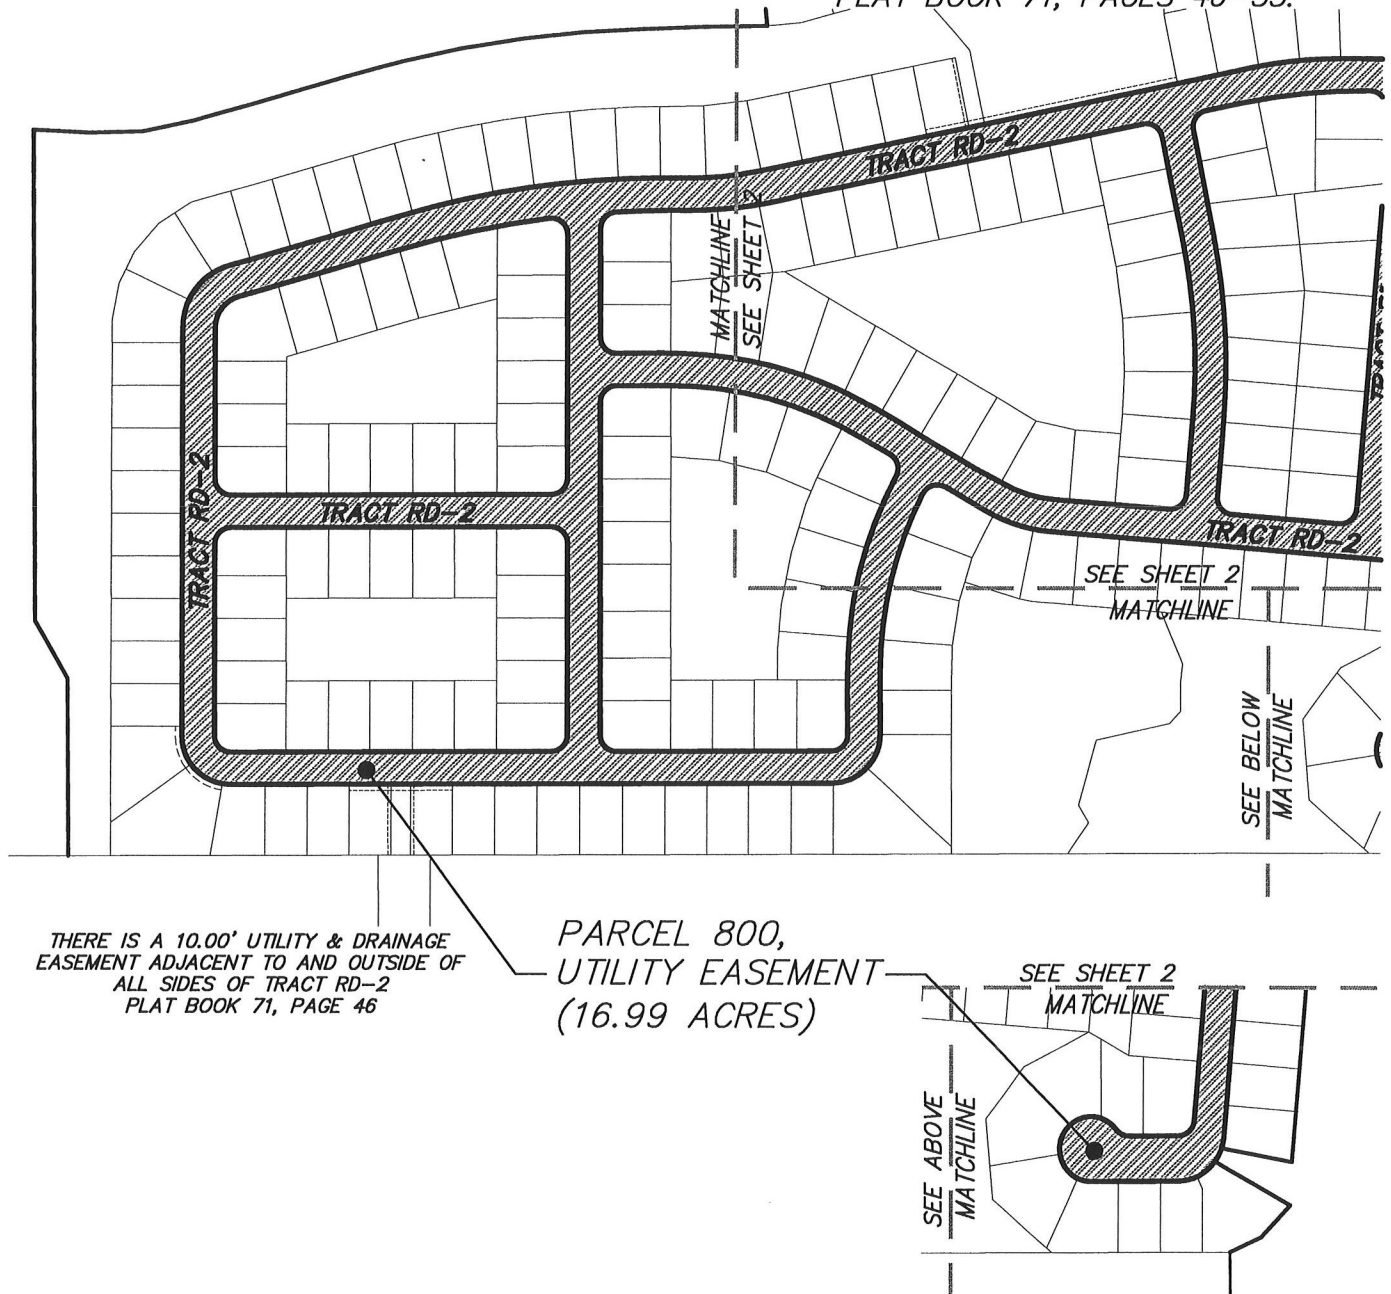 PLAT BOOK 71, PAGES 46-55.
TRACT RD-2
MATCHLINE
SEE SHEET 2
TRACT RD-2
TRACT RD-2
TRACT RD-2
SEE SHEET 2
MATCHLINE
SEE BELOW
MATCHLINE
THERE IS A 10.00' UTILITY & DRAINAGE
EASEMENT ADJACENT TO AND OUTSIDE OF
ALL SIDES OF TRACT RD-2
PLAT BOOK 71, PAGE 46
PARCEL 800,
UTILITY EASEMENT
(16.99 ACRES)
SEE SHEET 2
MATCHLINE
SEE ABOVE
MATCHLINE